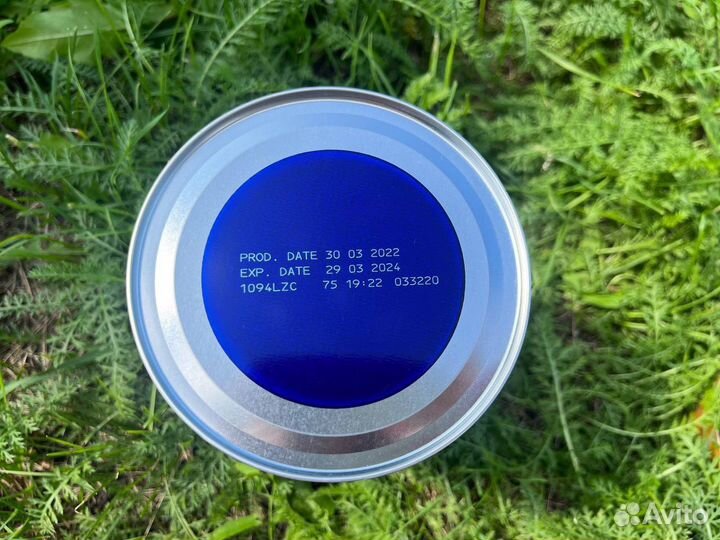 PROD. DATE 30 03 2022
EXP. DATE 29 03 2024
1094LZC 75 19:22 033220
Avito